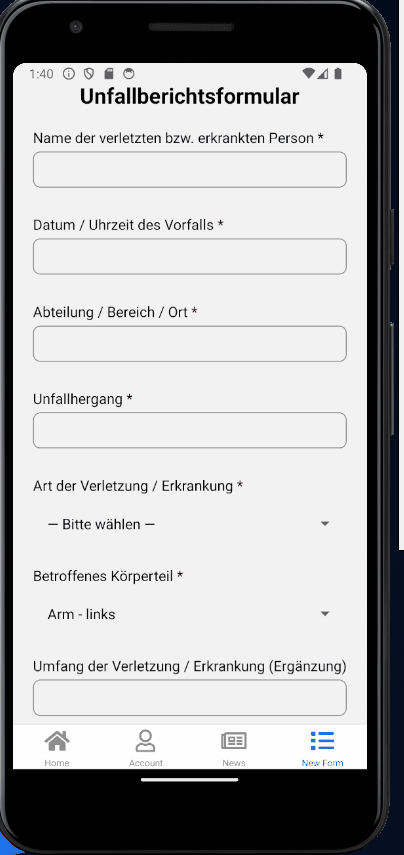 1:40
Unfallberichtsformular
Name der verletzten bzw. erkrankten Person *
Datum / Uhrzeit des Vorfalls *
Abteilung / Bereich / Ort *
Unfallhergang *
Art der Verletzung / Erkrankung *
— Bitte wählen —
Betroffenes Körperteil *
Arm - links
Umfang der Verletzung / Erkrankung (Ergänzung)
Home Account News New Form